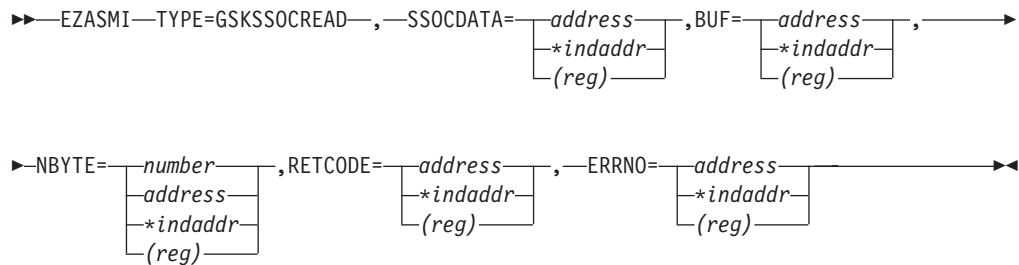 EZASMI TYPE=GSKSSOCREAD , SSOCDATA= address ,BUF= address ,
*indaddr *indaddr
(reg) (reg)
NBYTE= number ,RETCODE= address , ERRNO= address
address *indaddr *indaddr
*indaddr (reg) (reg)
(reg)